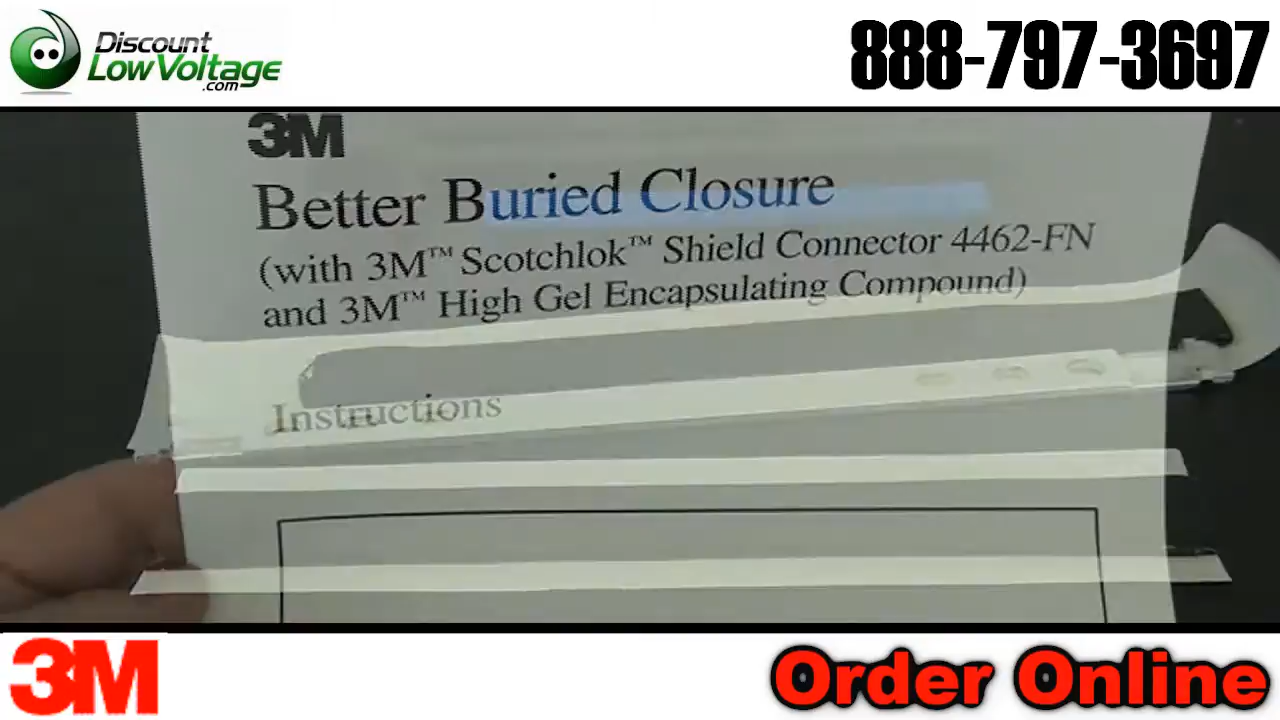 Discount
LowVoltage
.com
888-797-3697
3M
Better Buried Closure
(with 3M™ Scotchlok™ Shield Connector 4462-FN
and 3M™ High Gel Encapsulating Compound)
Instructions
3M
Order Online